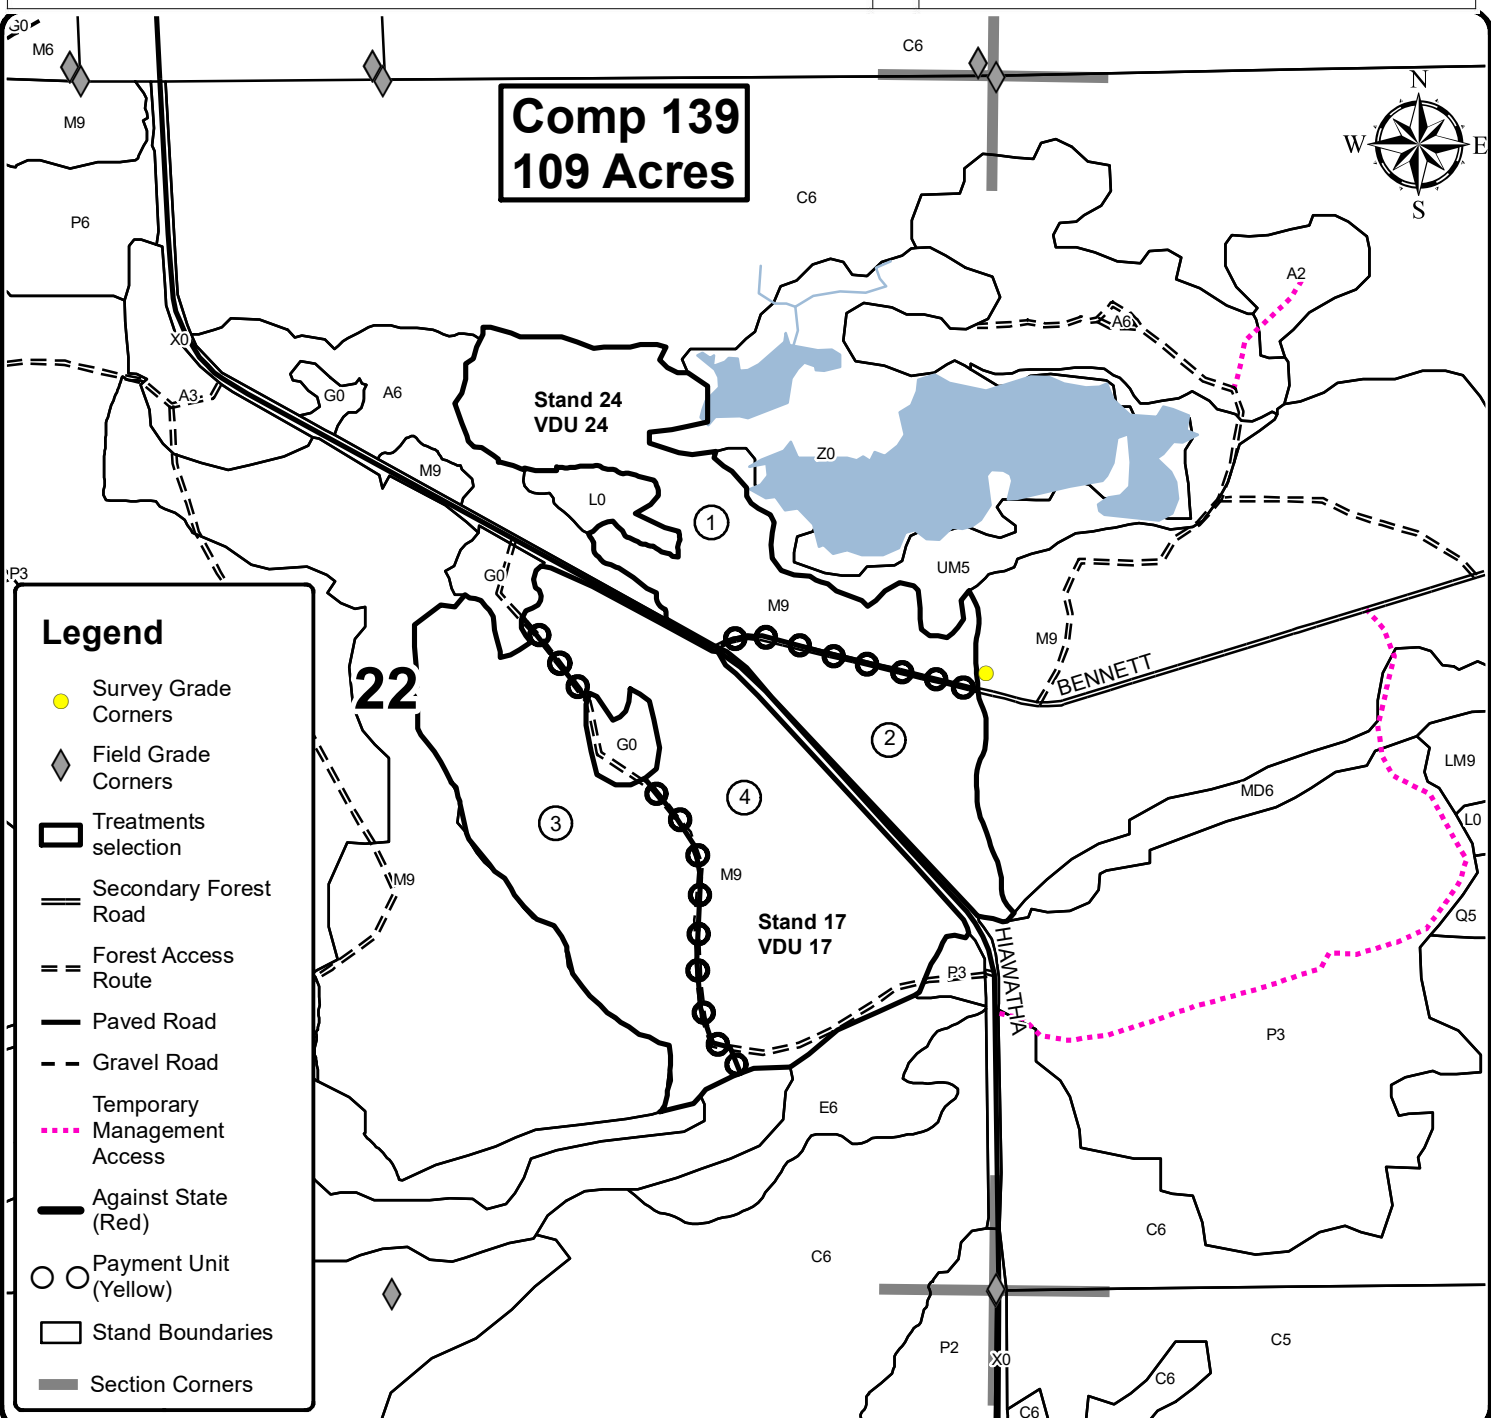 G0
M6
C6
N
W
E
S
Comp 139
109 Acres
M9
P6
C6
A2
X0
A6
A3
G0
A6
Stand 24
VDU 24
Z0
M9
L0
1
UM5
P3
G0
M9
M9
BENNETT
22
2
G0
4
3
M9
M9
MD6
LM9
L0
Q5
Stand 17
VDU 17
HIAWATHA
P3
P3
E6
C6
C6
P2
X0
C5
C6
C6
Legend
Survey Grade
Corners
Field Grade
Corners
Treatments
selection
Secondary Forest
Road
Forest Access
Route
Paved Road
Gravel Road
Temporary
Management
Access
Against State
(Red)
Payment Unit
(Yellow)
Stand Boundaries
Section Corners